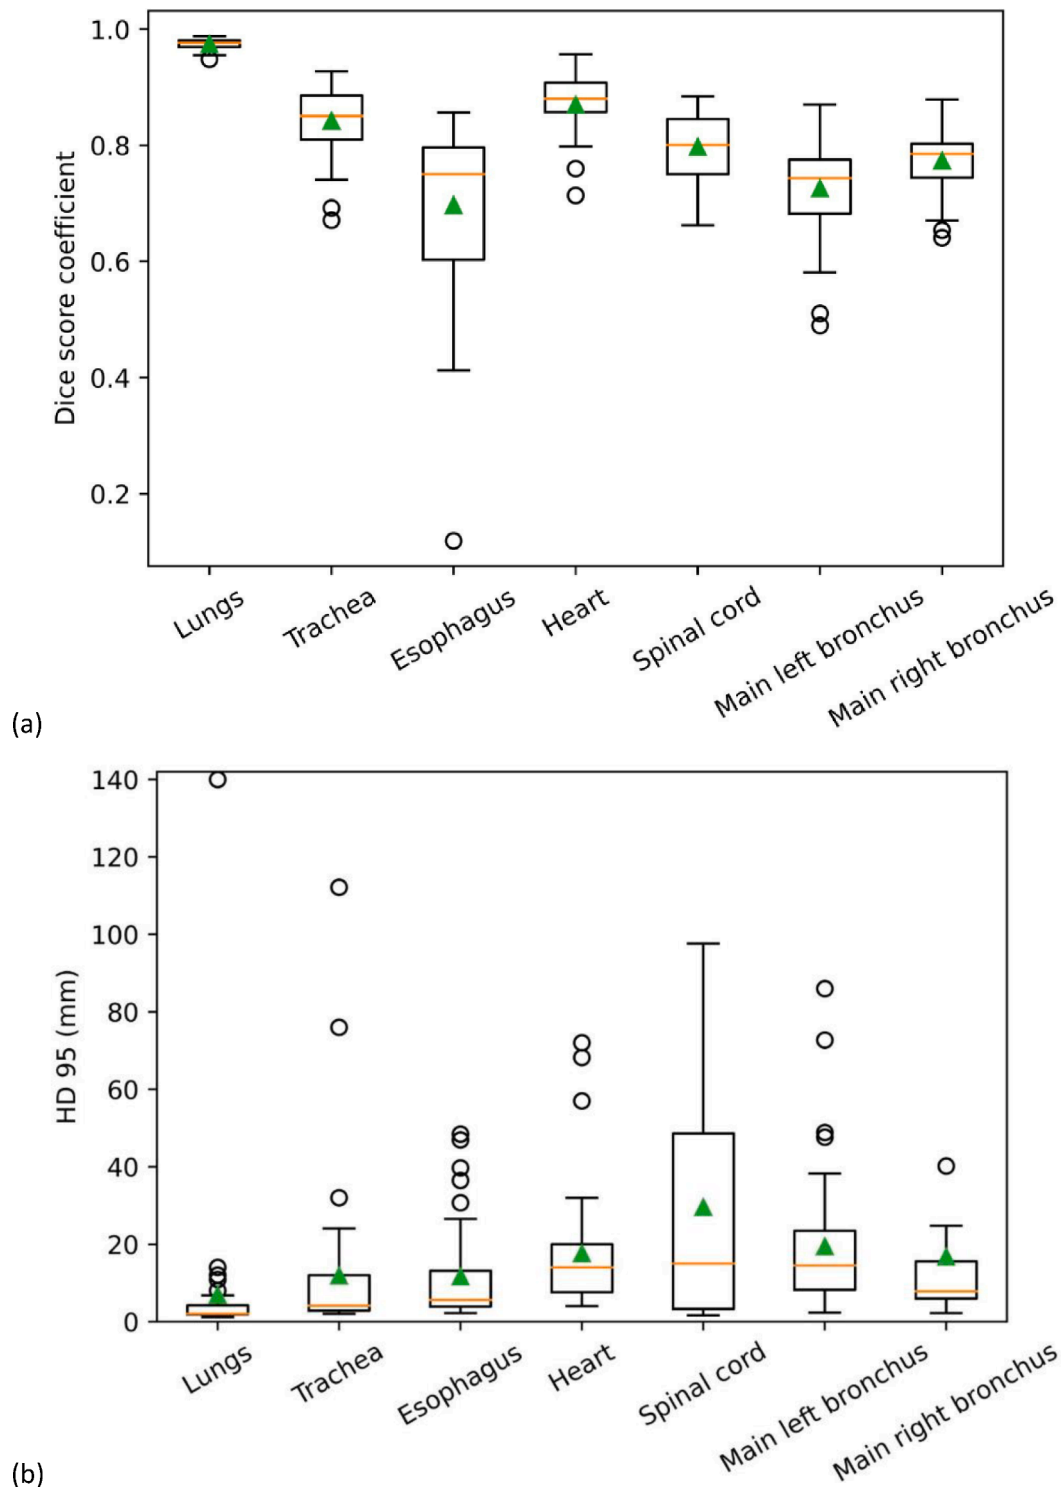 1.0
0.8
0.6
0.4
0.2
Dice score coefficient
Lungs
Trachea
Esophagus
Heart
Spinal cord
Main left bronchus
Main right bronchus
(a)
140
120
100
80
60
40
20
0
HD 95 (mm)
Lungs
Trachea
Esophagus
Heart
Spinal cord
Main left bronchus
Main right bronchus
(b)